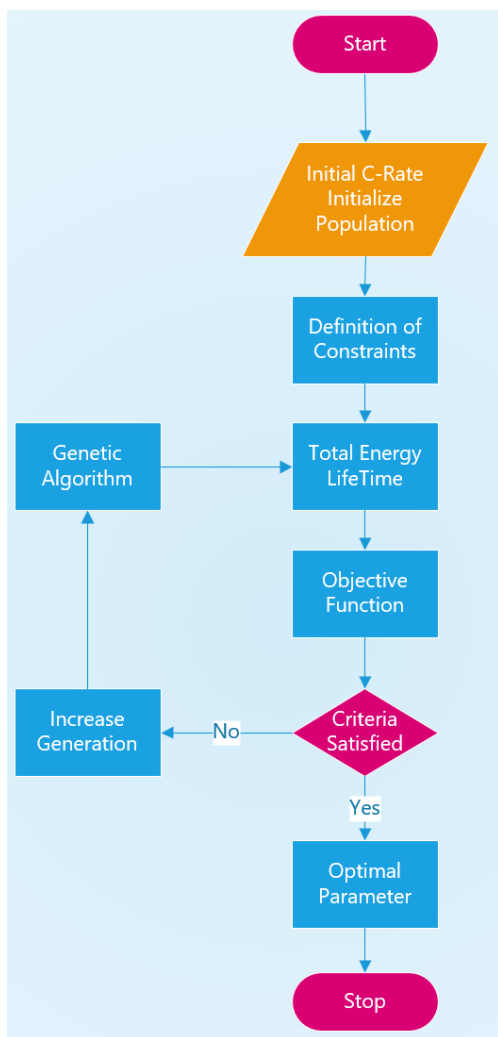 Start
Initial C-Rate
Initialize
Population
Definition of
Constraints
Genetic
Algorithm
Total Energy
LifeTime
Objective
Function
Increase
Generation
No
Criteria
Satisfied
Yes
Optimal
Parameter
Stop